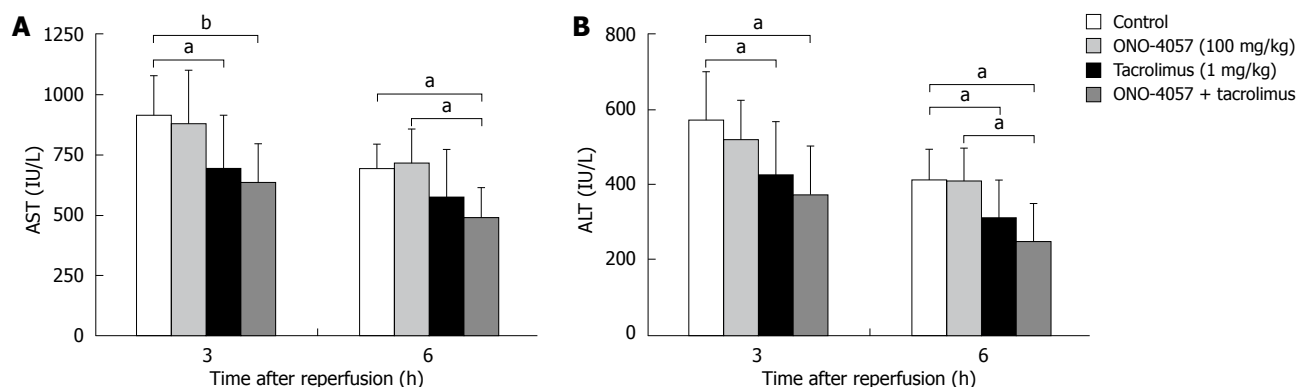 A
1250
1000
750
500
250
0
AST (IU/L)
b
a
a
a
3
6
Time after reperfusion (h)
B
800
600
400
200
0
ALT (IU/L)
a
a
a
a
a
3
6
Time after reperfusion (h)
Control
ONO-4057 (100 mg/kg)
Tacrolimus (1 mg/kg)
ONO-4057 + tacrolimus